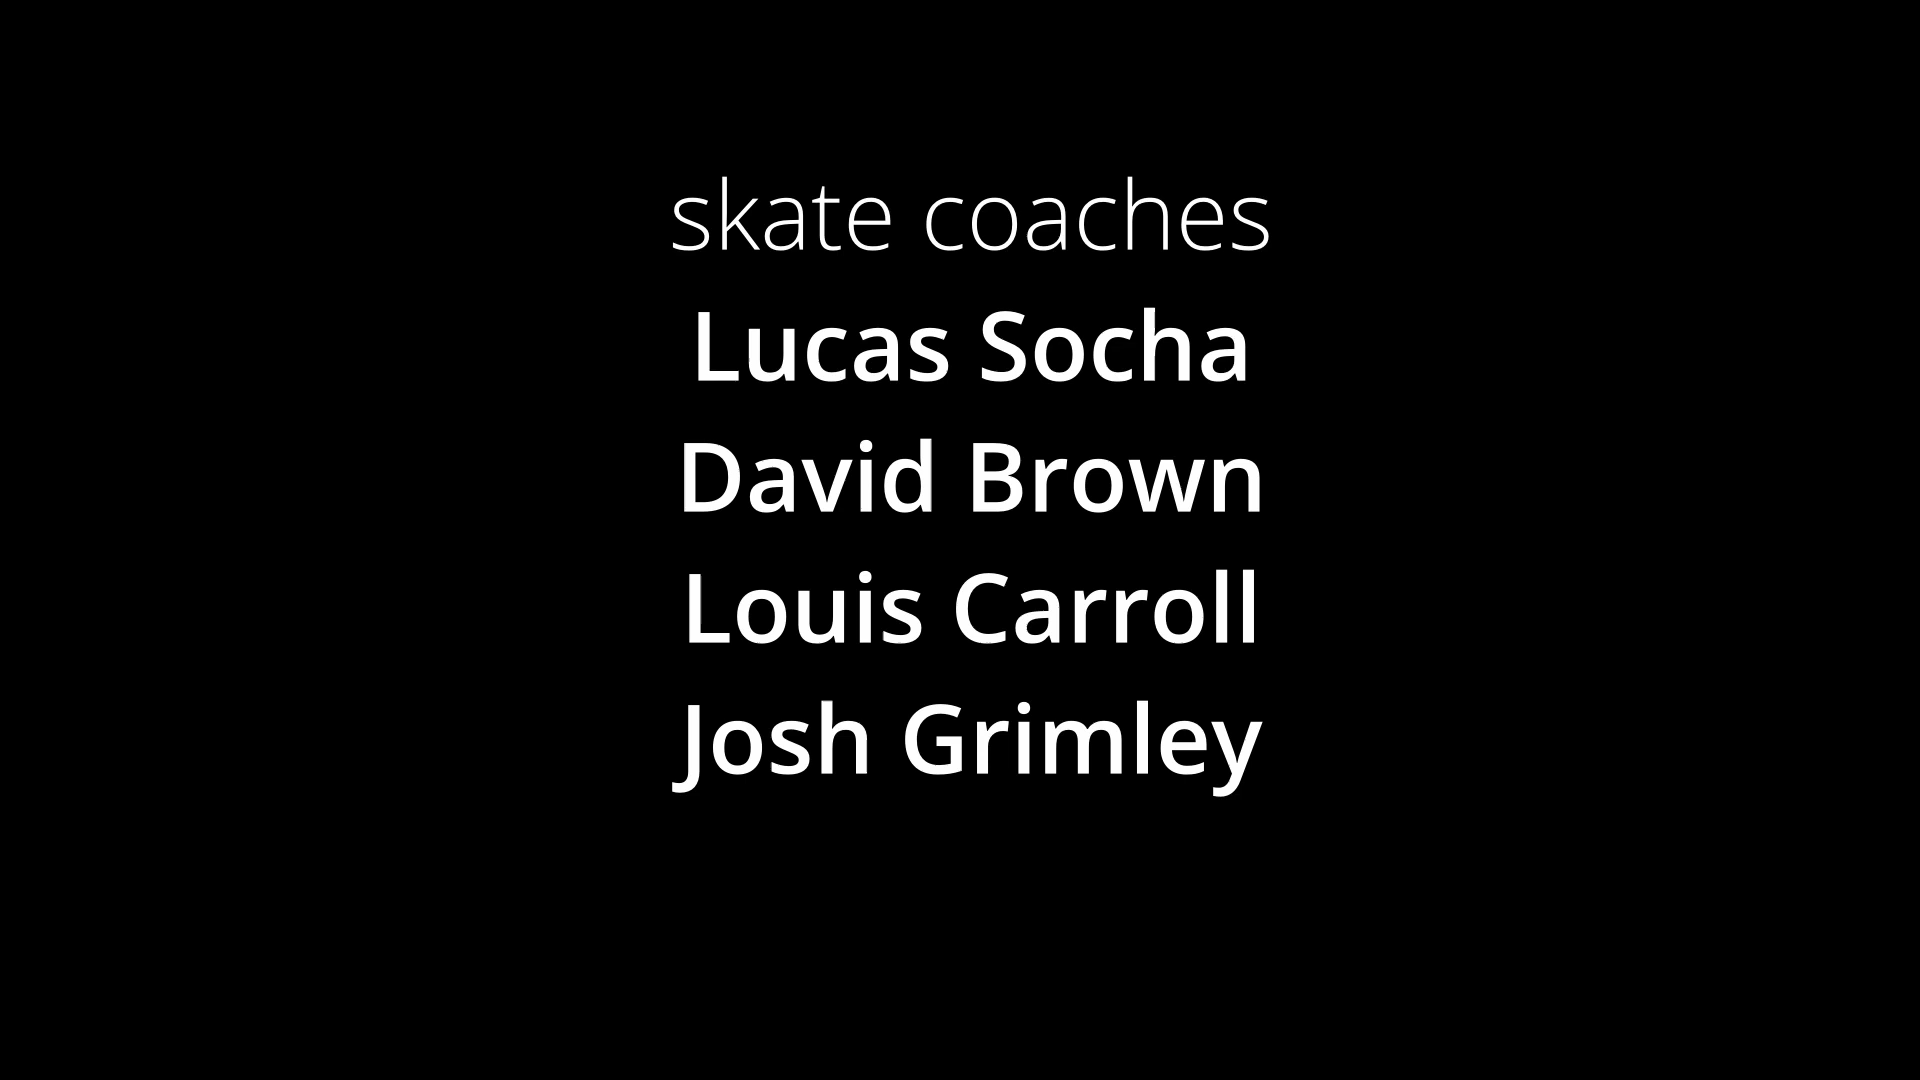 skate coaches
Lucas Socha
David Brown
Louis Carroll
Josh Grimley